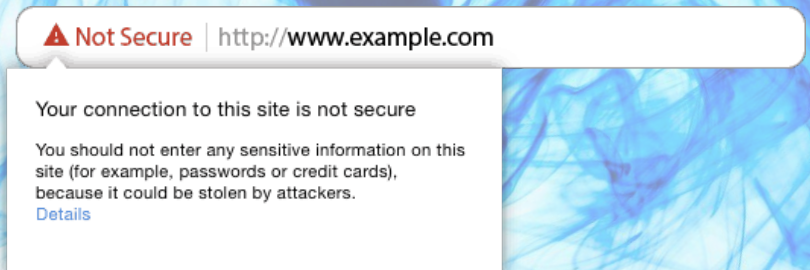 Not Secure http://www.example.com
Your connection to this site is not secure
You should not enter any sensitive information on this
site (for example, passwords or credit cards),
because it could be stolen by attackers.
Details